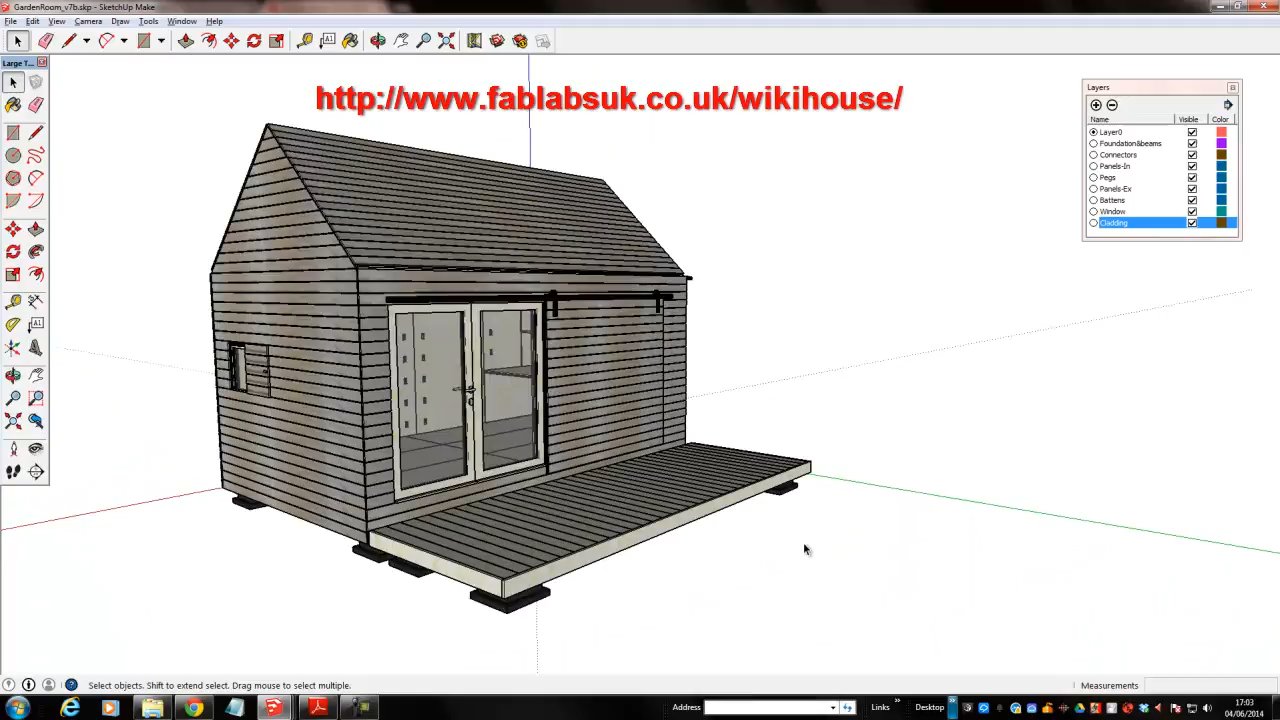 GardenRoom_v7b.skp - SketchUp Make
File Edit View Camera Draw Tools Window Help
Large T...
http://www.fablabsuk.co.uk/wikihouse/
Layers
Name Visible Color
Layer0
Foundation&beams
Connectors
Panels-In
Pegs
Panels-Ex
Battens
Window
Cladding
Select objects. Shift to extend select. Drag mouse to select multiple.
Measurements
Address
Links »
Desktop »
17:03
04/06/2014